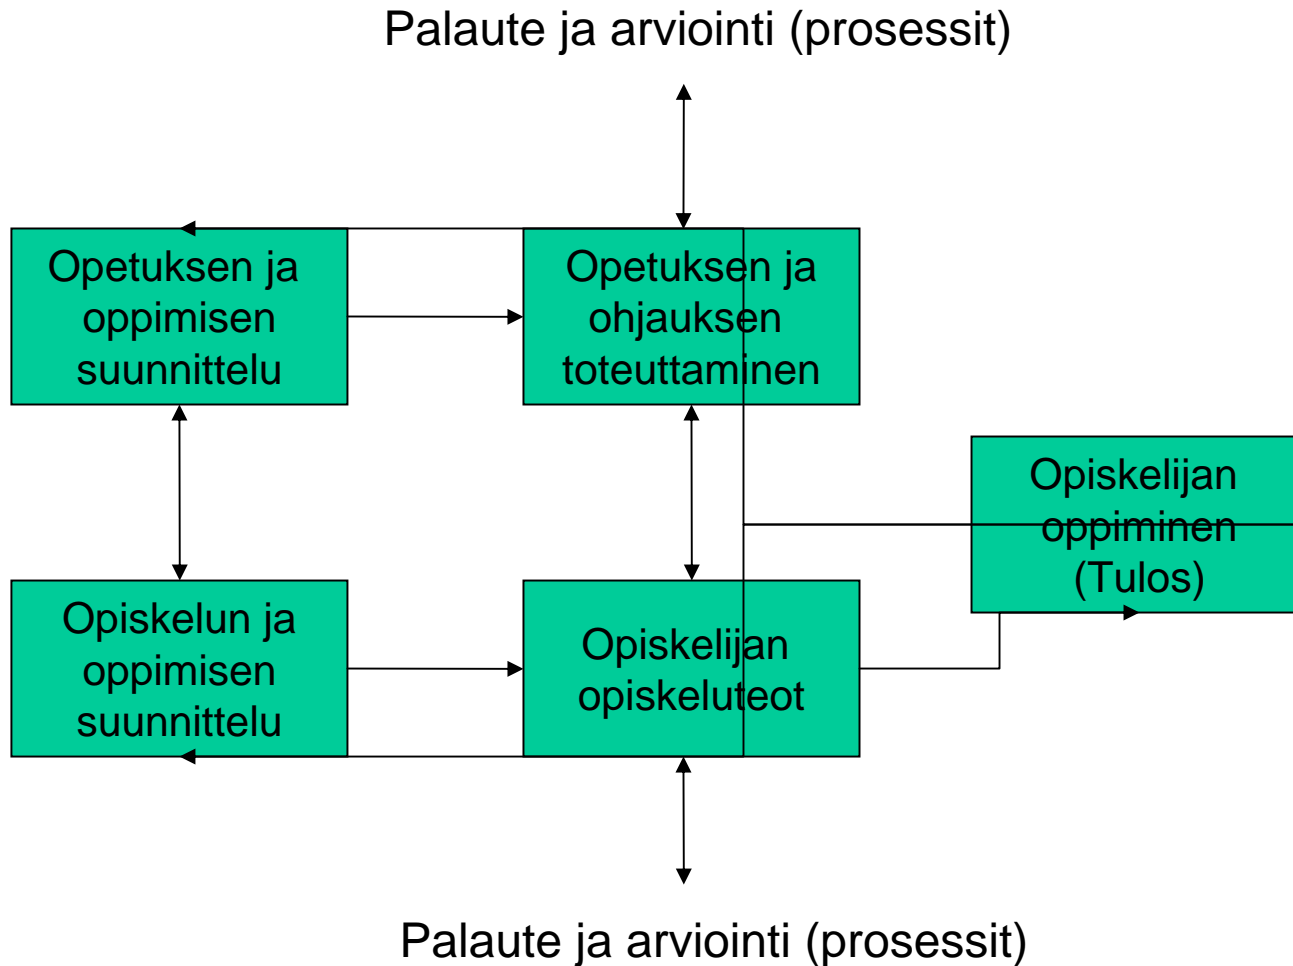 Palaute ja arviointi (prosessit)
Opetuksen ja
oppimisen
suunnittelu
Opetuksen ja
ohjauksen
toteuttaminen
Opiskelijan
oppiminen
(Tulos)
Opiskelun ja
oppimisen
suunnittelu
Opiskelijan
opiskeluteot
Palaute ja arviointi (prosessit)